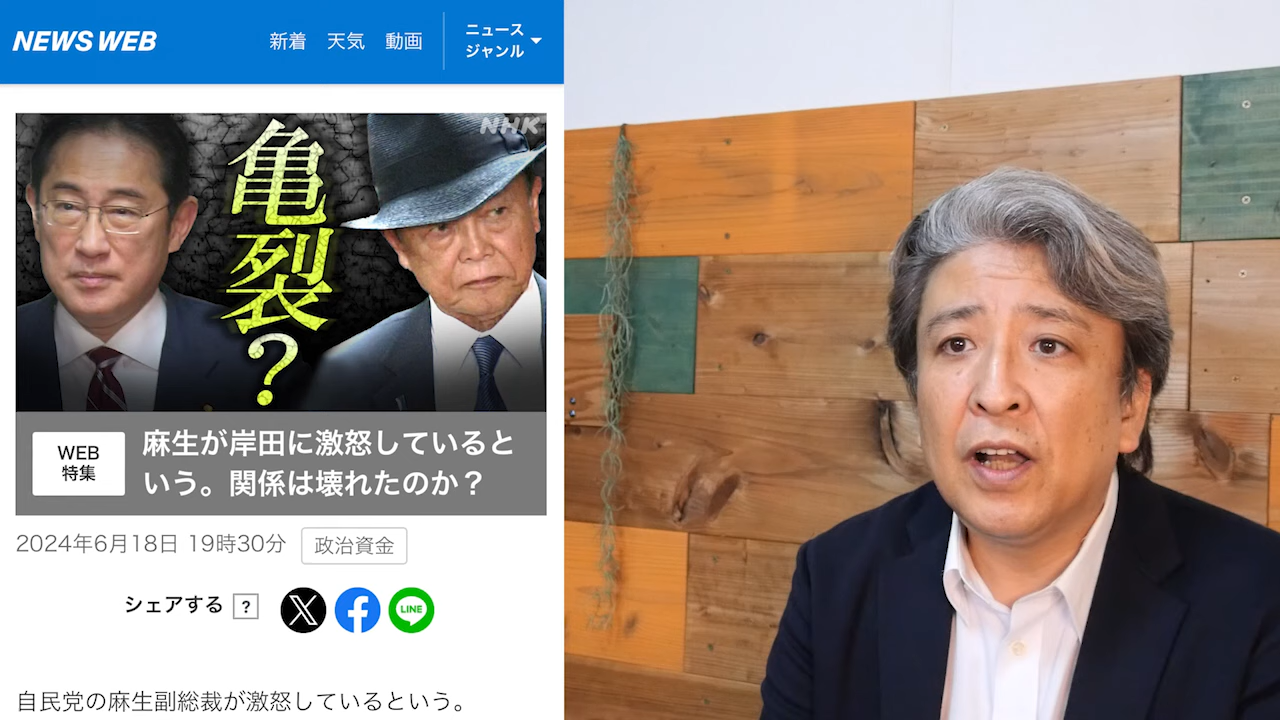 NEWS WEB
新着 天気 動画
ニュース
ジャンル
NHK
亀裂?
WEB
特集
麻生が岸田に激怒していると
いう。関係は壊れたのか?
2024年6月18日 19時30分
政治資金
シェアする ?
LINE
自民党の麻生副総裁が激怒しているという。